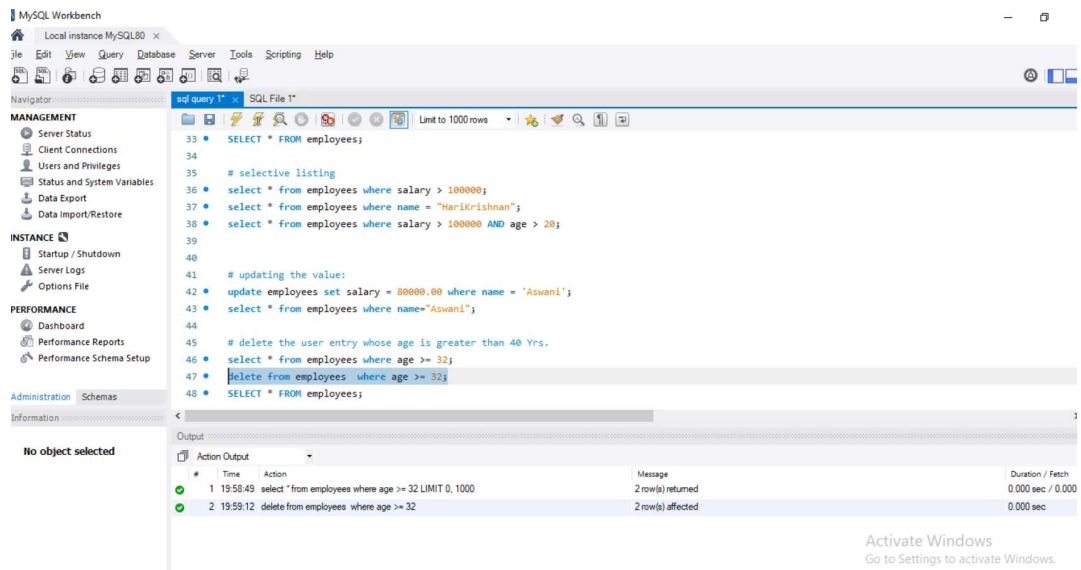 MySQL Workbench
Local instance MySQL80
File Edit View Query Database Server Tools Scripting Help
Navigator
sql query 1* SQL File 1*
MANAGEMENT
Server Status
Client Connections
Users and Privileges
Status and System Variables
Data Export
Data Import/Restore
INSTANCE
Startup / Shutdown
Server Logs
Options File
PERFORMANCE
Dashboard
Performance Reports
Performance Schema Setup
Administration Schemas
Information
No object selected
Limit to 1000 rows
33 SELECT * FROM employees;
34
35 # selective listing
36 select * from employees where salary > 100000;
37 select * from employees where name = "HariKrishnan";
38 select * from employees where salary > 100000 AND age > 20;
39
40
41 # updating the value:
42 update employees set salary = 80000.00 where name = 'Aswani';
43 select * from employees where name="Aswani";
44
45 # delete the user entry whose age is greater than 40 Yrs.
46 select * from employees where age >= 32;
47 delete from employees  where age >= 32;
48 SELECT * FROM employees;
Output
Action Output
# Time Action Message Duration / Fetch
1 19:58:49 select * from employees where age >= 32 LIMIT 0, 1000 2 row(s) returned 0.000 sec / 0.000
2 19:59:12 delete from employees  where age >= 32 2 row(s) affected 0.000 sec
Activate Windows
Go to Settings to activate Windows.